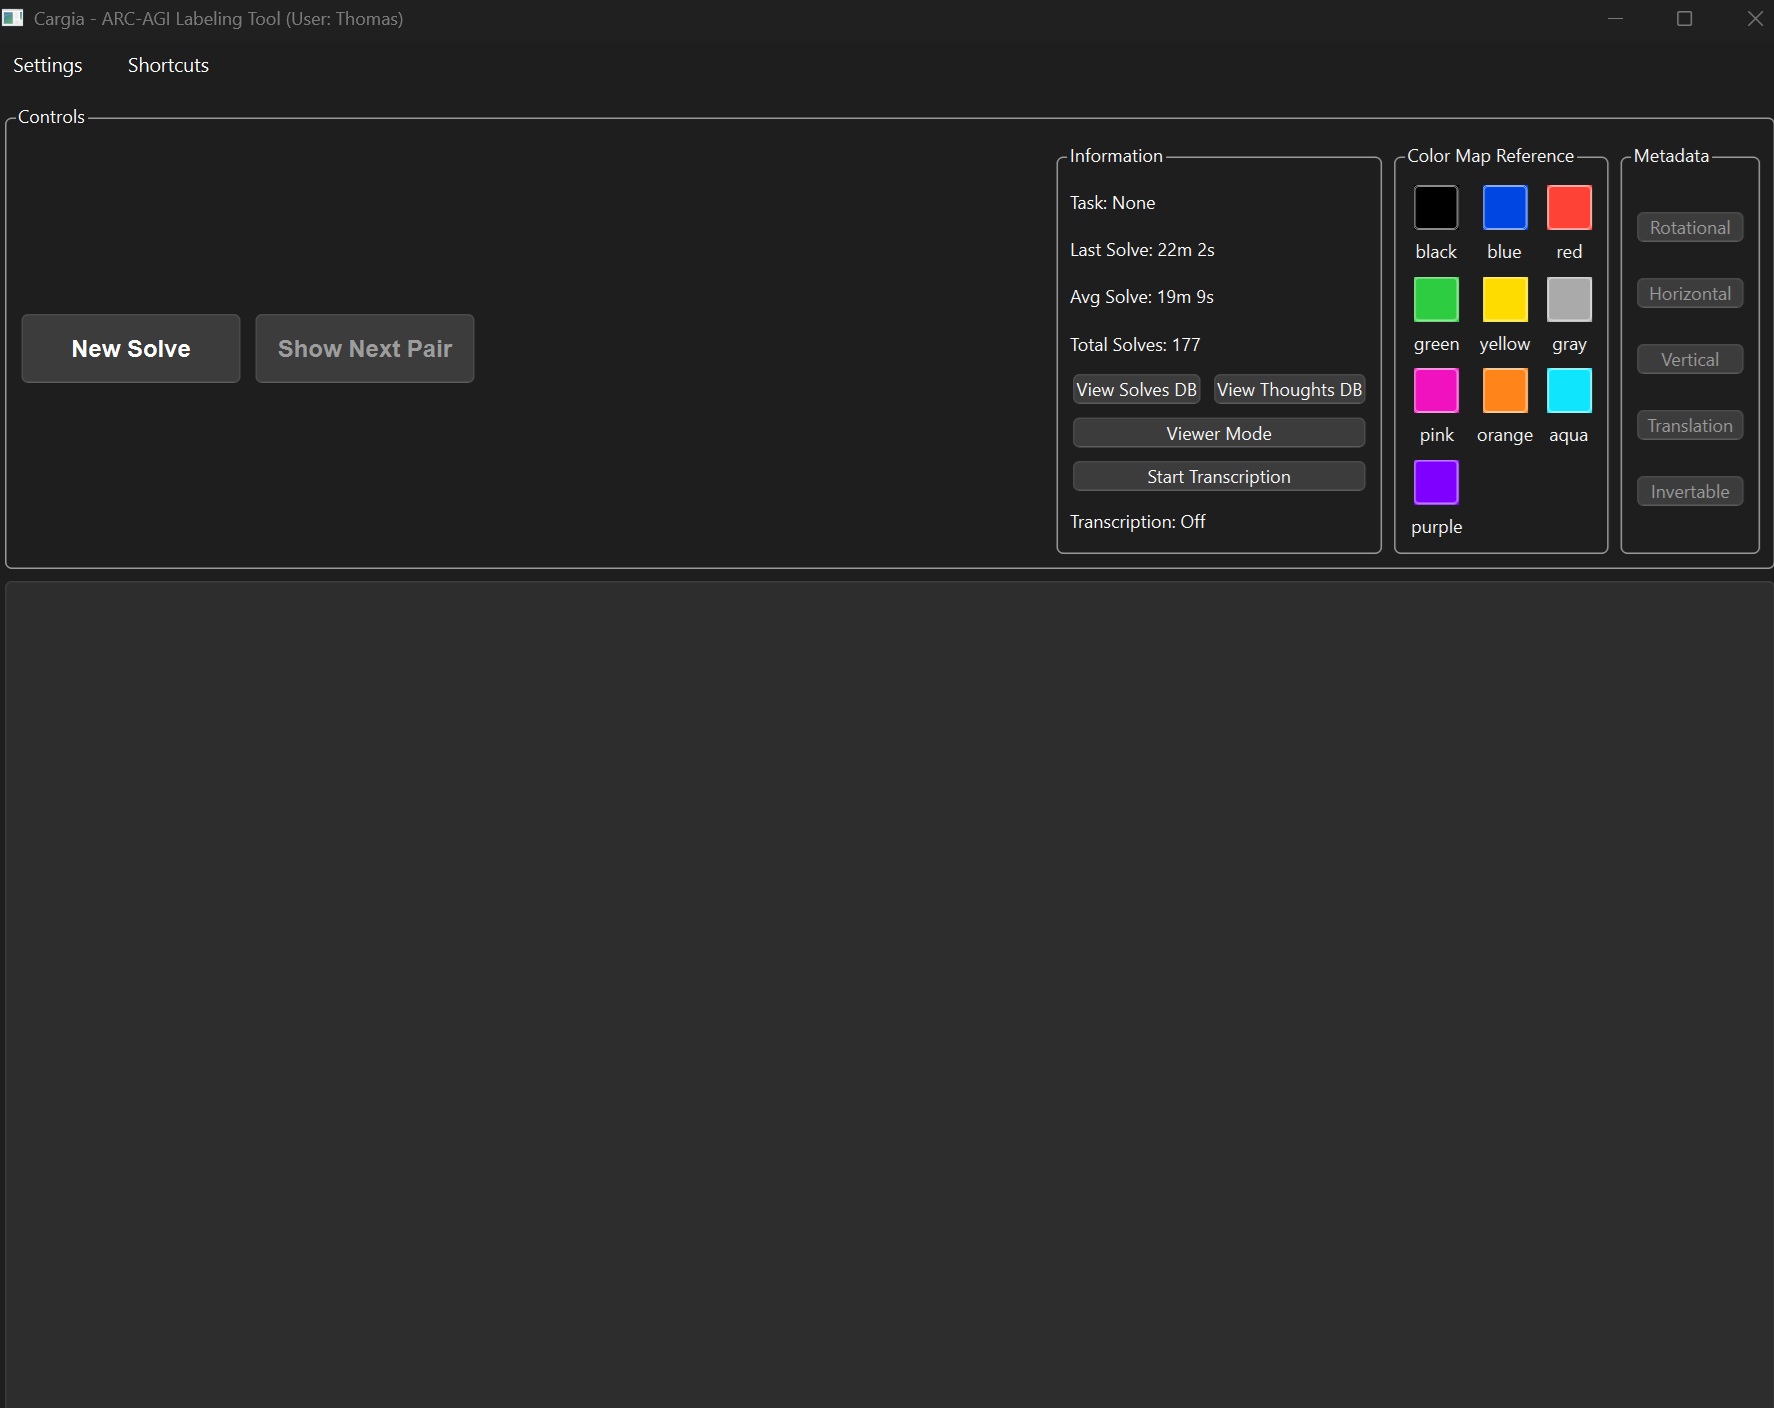 Cargia - ARC-AGI Labeling Tool (User: Thomas)
Settings Shortcuts
Controls
New Solve
Show Next Pair
Information
Task: None
Last Solve: 22m 2s
Avg Solve: 19m 9s
Total Solves: 177
View Solves DB View Thoughts DB
Viewer Mode
Start Transcription
Transcription: Off
Color Map Reference
black blue red
green yellow gray
pink orange aqua
purple
Metadata
Rotational
Horizontal
Vertical
Translation
Invertable